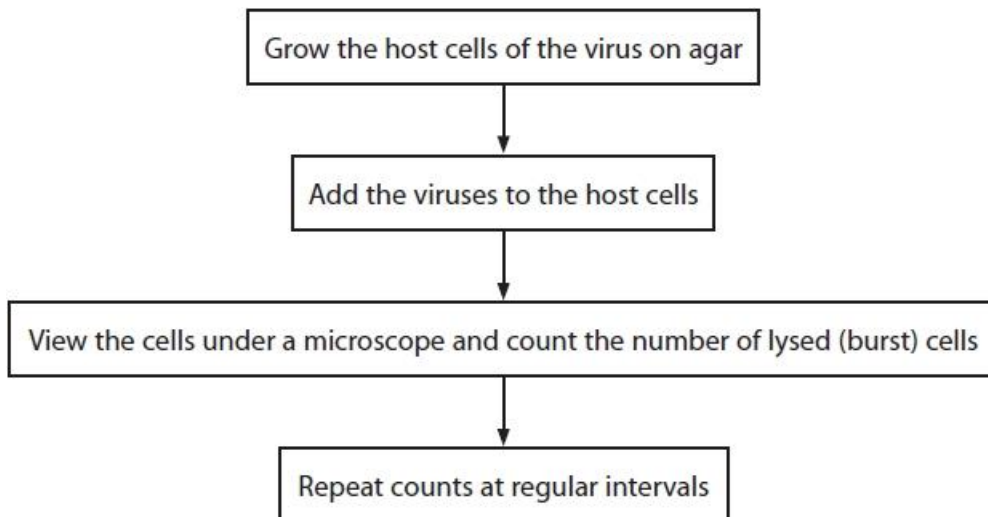 Grow the host cells of the virus on agar
Add the viruses to the host cells
View the cells under a microscope and count the number of lysed (burst) cells
Repeat counts at regular intervals